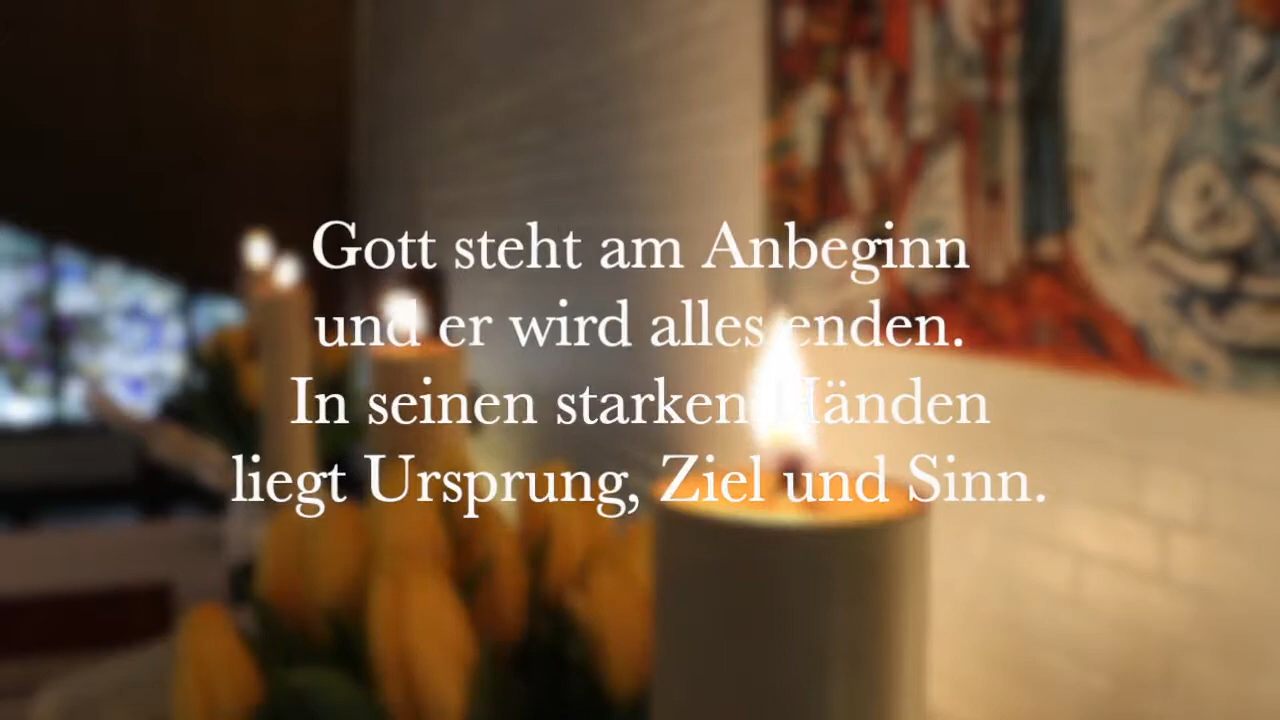 Gott steht am Anbeginn
und er wird alles enden.
In seinen starken Händen
liegt Ursprung, Ziel und Sinn.